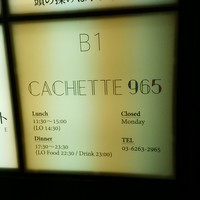 B1
CACHETTE 965
Lunch
11:30～15:00
(LO 14:30)
Dinner
17:30～23:30
(LO Food 22:30 / Drink 23:00)
Closed
Monday
TEL
03-6263-2965
ト